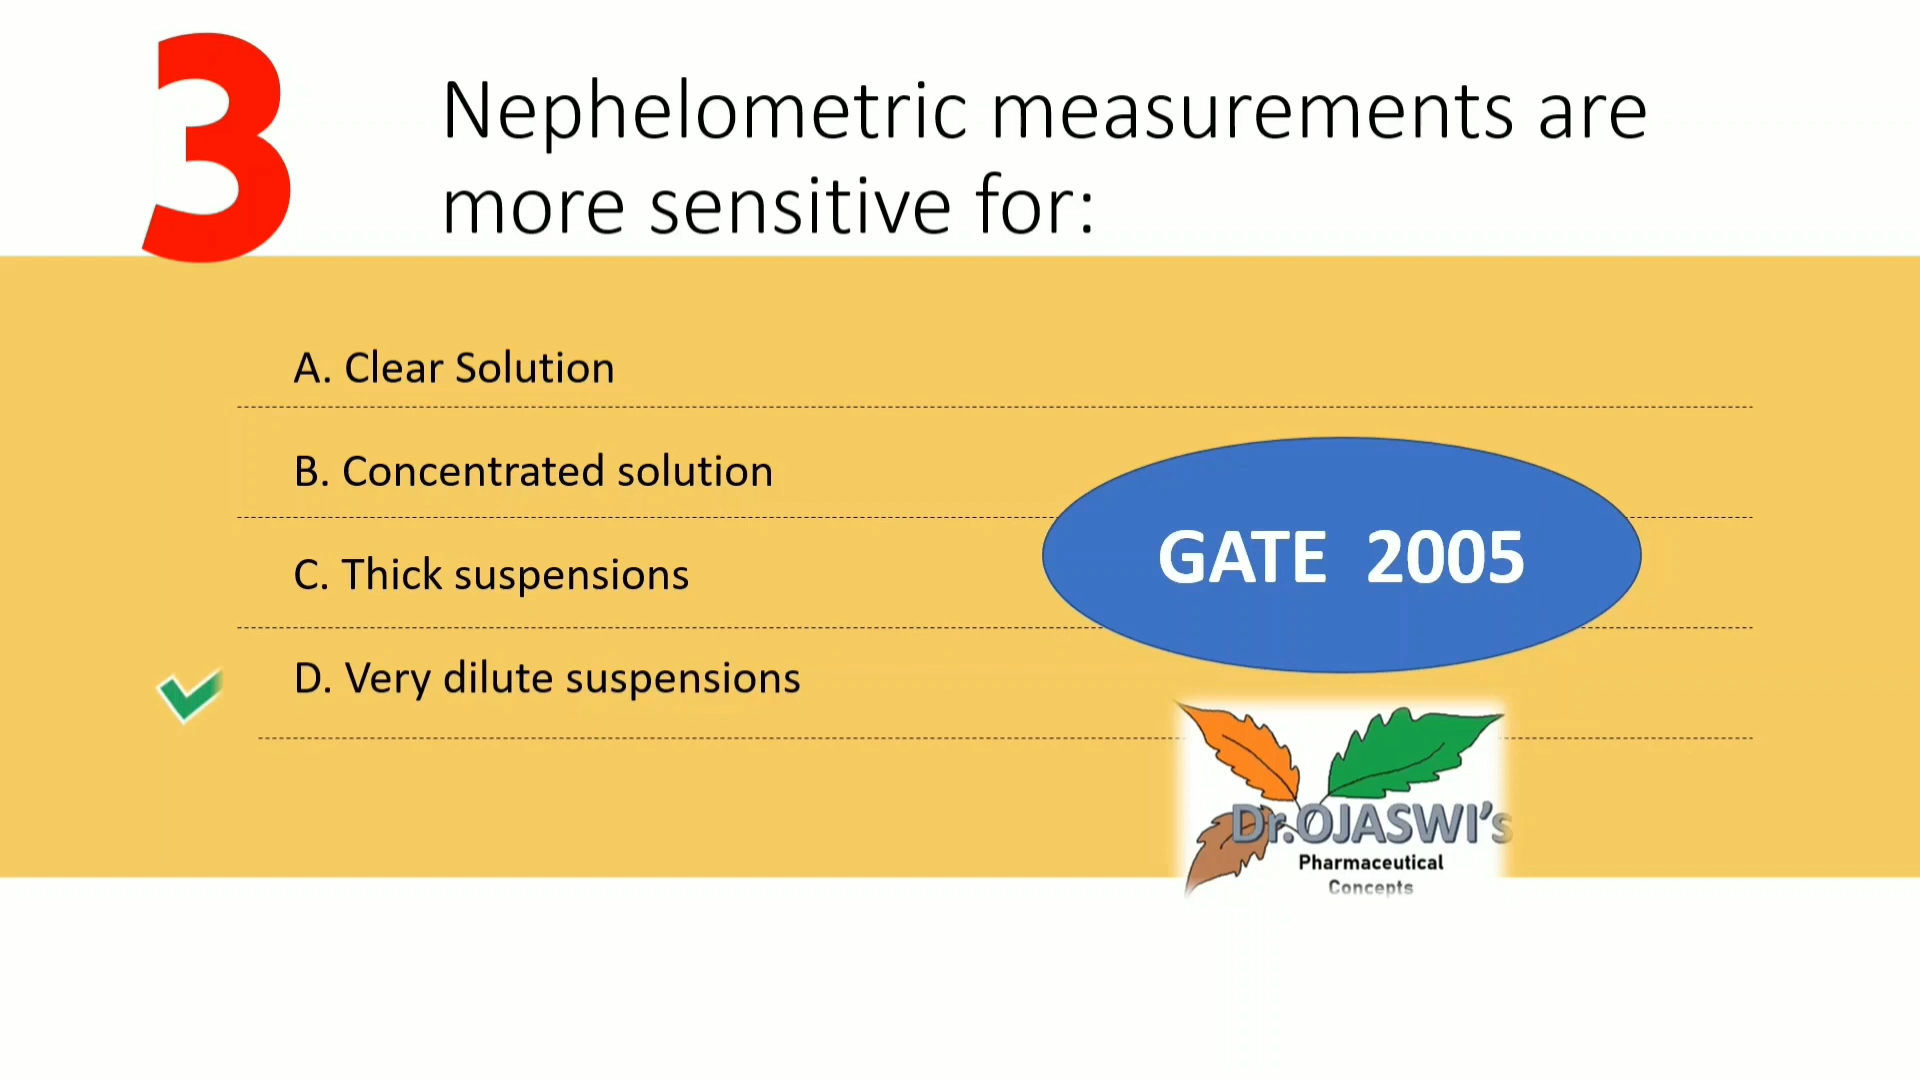 3
Nephelometric measurements are
more sensitive for:
A. Clear Solution
B. Concentrated solution
C. Thick suspensions
D. Very dilute suspensions
GATE 2005
Dr.OJASWI's
Pharmaceutical
Concepts